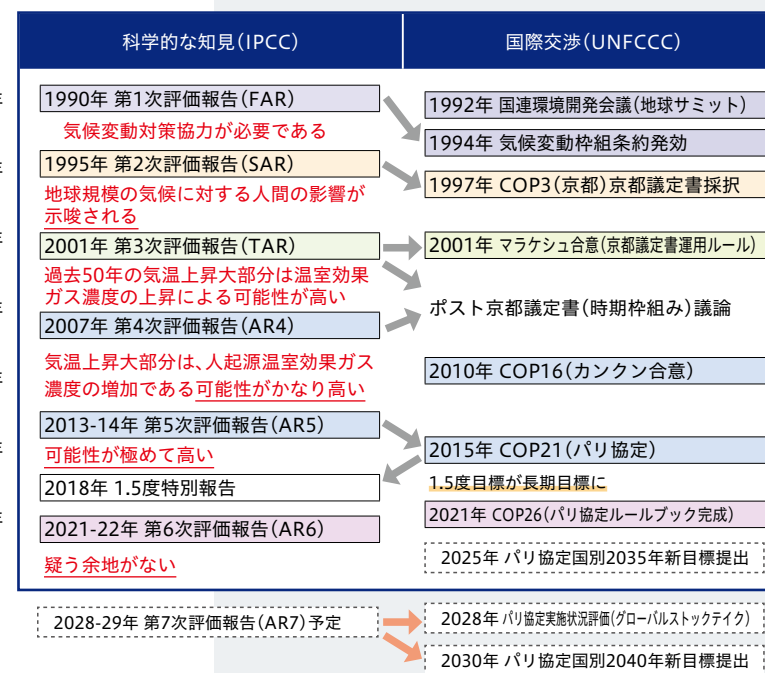 科学的な知見（IPCC）
国際交渉（UNFCCC）
年
1990年 第1次評価報告（FAR）
気候変動対策協力が必要である
年
1995年 第2次評価報告（SAR）
地球規模の気候に対する人間の影響が
示唆される
年
2001年 第3次評価報告（TAR）
過去50年の気温上昇大部分は温室効果
ガス濃度の上昇による可能性が高い
年
2007年 第4次評価報告（AR4）
年
気温上昇大部分は、人起源温室効果ガス
濃度の増加である可能性がかなり高い
2013-14年 第5次評価報告（AR5）
年
可能性が極めて高い
2018年 1.5度特別報告
年
2021-22年 第6次評価報告（AR6）
疑う余地がない
1992年 国連環境開発会議（地球サミット）
1994年 気候変動枠組条約発効
1997年 COP3（京都）京都議定書採択
2001年 マラケシュ合意（京都議定書運用ルール）
ポスト京都議定書（時期枠組み）議論
2010年 COP16（カンクン合意）
2015年 COP21（パリ協定）
1.5度目標が長期目標に
2021年 COP26（パリ協定ルールブック完成）
2025年 パリ協定国別2035年新目標提出
2028-29年 第7次評価報告（AR7）予定
2028年 パリ協定実施状況評価（グローバルストックテイク）
2030年 パリ協定国別2040年新目標提出